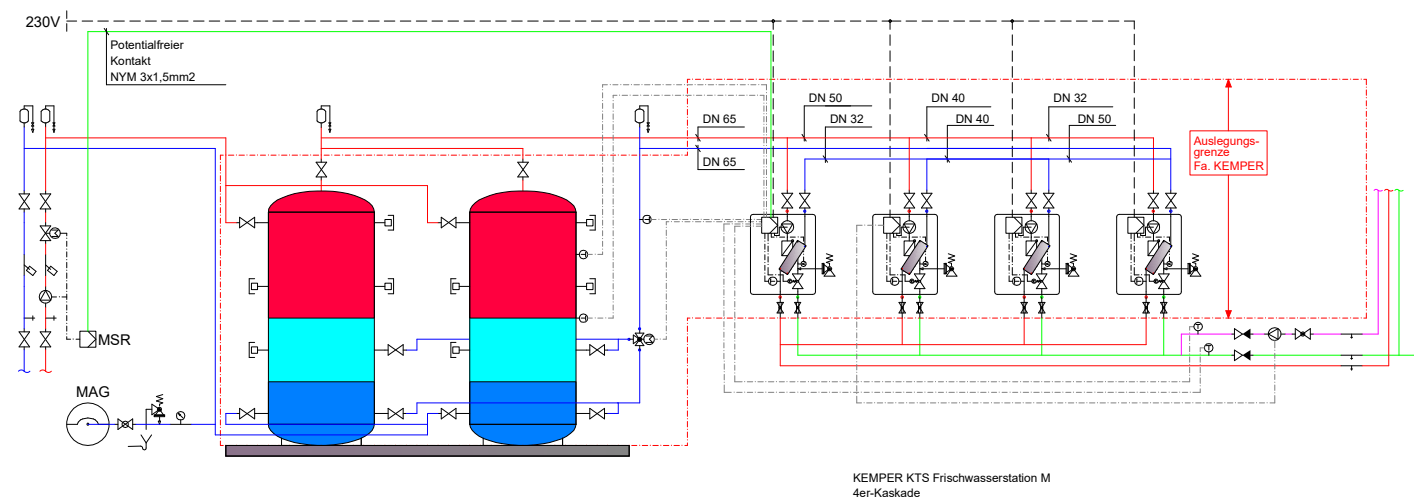 230V
Potentialfreier
Kontakt
NYM 3x1,5mm2
DN 50
DN 40
DN 32
DN 65
DN 32
DN 40
DN 50
DN 65
Auslegungs-
grenze
Fa. KEMPER
MSR
MAG
KEMPER KTS Frischwasserstation M
4er-Kaskade